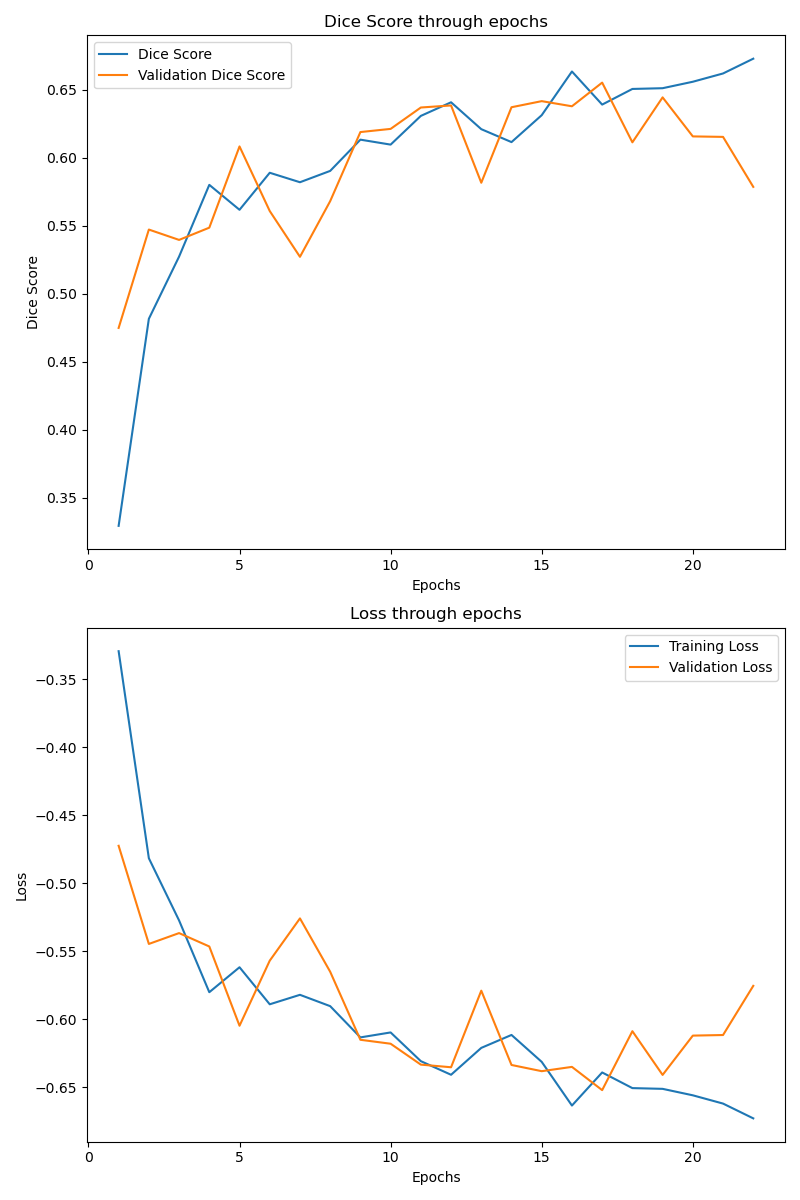 Dice Score through epochs
Dice Score
Validation Dice Score
0.65
0.60
0.55
0.50
0.45
0.40
0.35
Dice Score
0 5 10 15 20
Epochs
Loss through epochs
Training Loss
Validation Loss
−0.35
−0.40
−0.45
−0.50
−0.55
−0.60
−0.65
Loss
0 5 10 15 20
Epochs